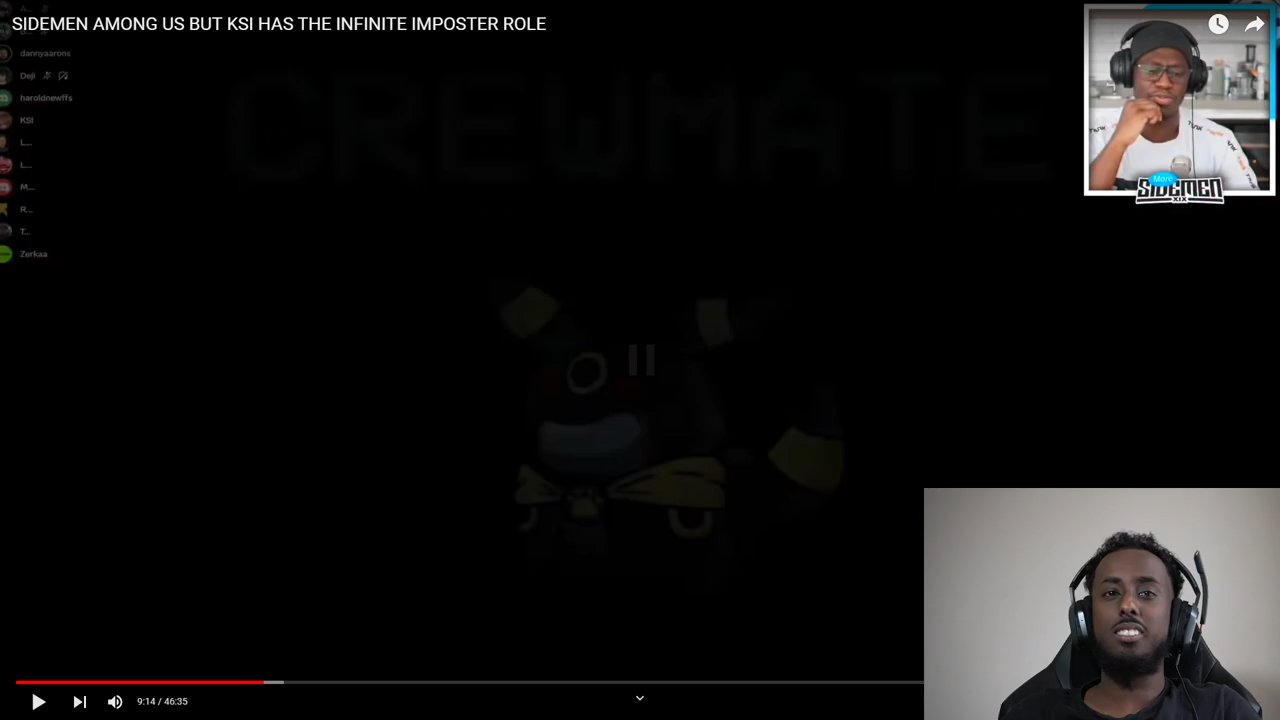 SIDEMEN AMONG US BUT KSI HAS THE INFINITE IMPOSTER ROLE
A...
dannyaarons
Deji
haroldnewffs
KSI
L...
L...
M...
R...
T...
Zerkaa
CREWMATE
More
SIDEMEN
XIX
9:14 / 46:35